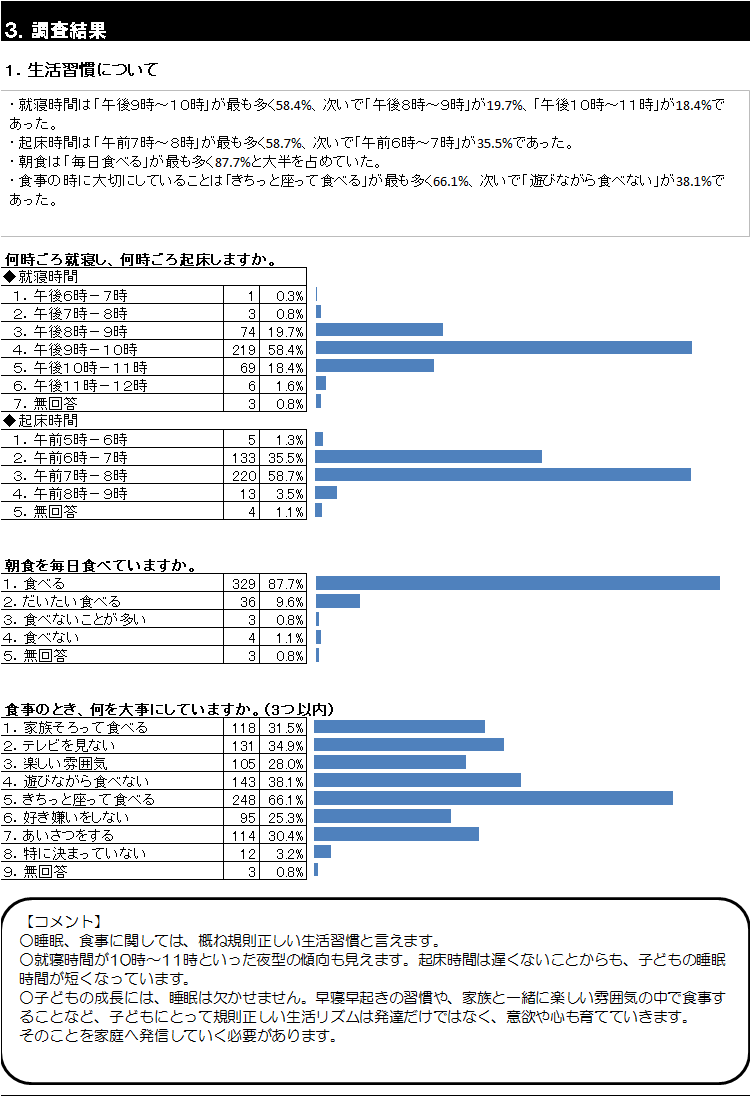 3. 調査結果
1. 生活習慣について
・就寝時間は「午後9時～10時」が最も多く58.4%、次いで「午後8時～9時」が19.7%、「午後10時～11時」が18.4%で
あった。
・起床時間は「午前7時～8時」が最も多く58.7%、次いで「午前6時～7時」が35.5%であった。
・朝食は「毎日食べる」が最も多く87.7%と大半を占めていた。
・食事の時に大切にしていることは「きちっと座って食べる」が最も多く66.1%、次いで「遊びながら食べない」が38.1%で
あった。
何時ごろ就寝し、何時ごろ起床しますか。
◆就寝時間
1. 午後6時－7時 1 0.3%
2. 午後7時－8時 3 0.8%
3. 午後8時－9時 74 19.7%
4. 午後9時－10時 219 58.4%
5. 午後10時－11時 69 18.4%
6. 午後11時－12時 6 1.6%
7. 無回答 3 0.8%
◆起床時間
1. 午前5時－6時 5 1.3%
2. 午前6時－7時 133 35.5%
3. 午前7時－8時 220 58.7%
4. 午前8時－9時 13 3.5%
5. 無回答 4 1.1%
朝食を毎日食べていますか。
1. 食べる 329 87.7%
2. だいたい食べる 36 9.6%
3. 食べないことが多い 3 0.8%
4. 食べない 4 1.1%
5. 無回答 3 0.8%
食事のとき、何を大事にしていますか。(3つ以内)
1. 家族そろって食べる 118 31.5%
2. テレビを見ない 131 34.9%
3. 楽しい雰囲気 105 28.0%
4. 遊びながら食べない 143 38.1%
5. きちっと座って食べる 248 66.1%
6. 好き嫌いをしない 95 25.3%
7. あいさつをする 114 30.4%
8. 特に決まっていない 12 3.2%
9. 無回答 3 0.8%
【コメント】
○睡眠、食事に関しては、概ね規則正しい生活習慣と言えます。
○就寝時間が10時～11時といった夜型の傾向も見えます。起床時間は遅くないことからも、子どもの睡眠
時間が短くなっています。
○子どもの成長には、睡眠は欠かせません。早寝早起きの習慣や、家族と一緒に楽しい雰囲気の中で食事す
ることなど、子どもにとって規則正しい生活リズムは発達だけではなく、意欲や心も育てていきます。
そのことを家庭へ発信していく必要があります。